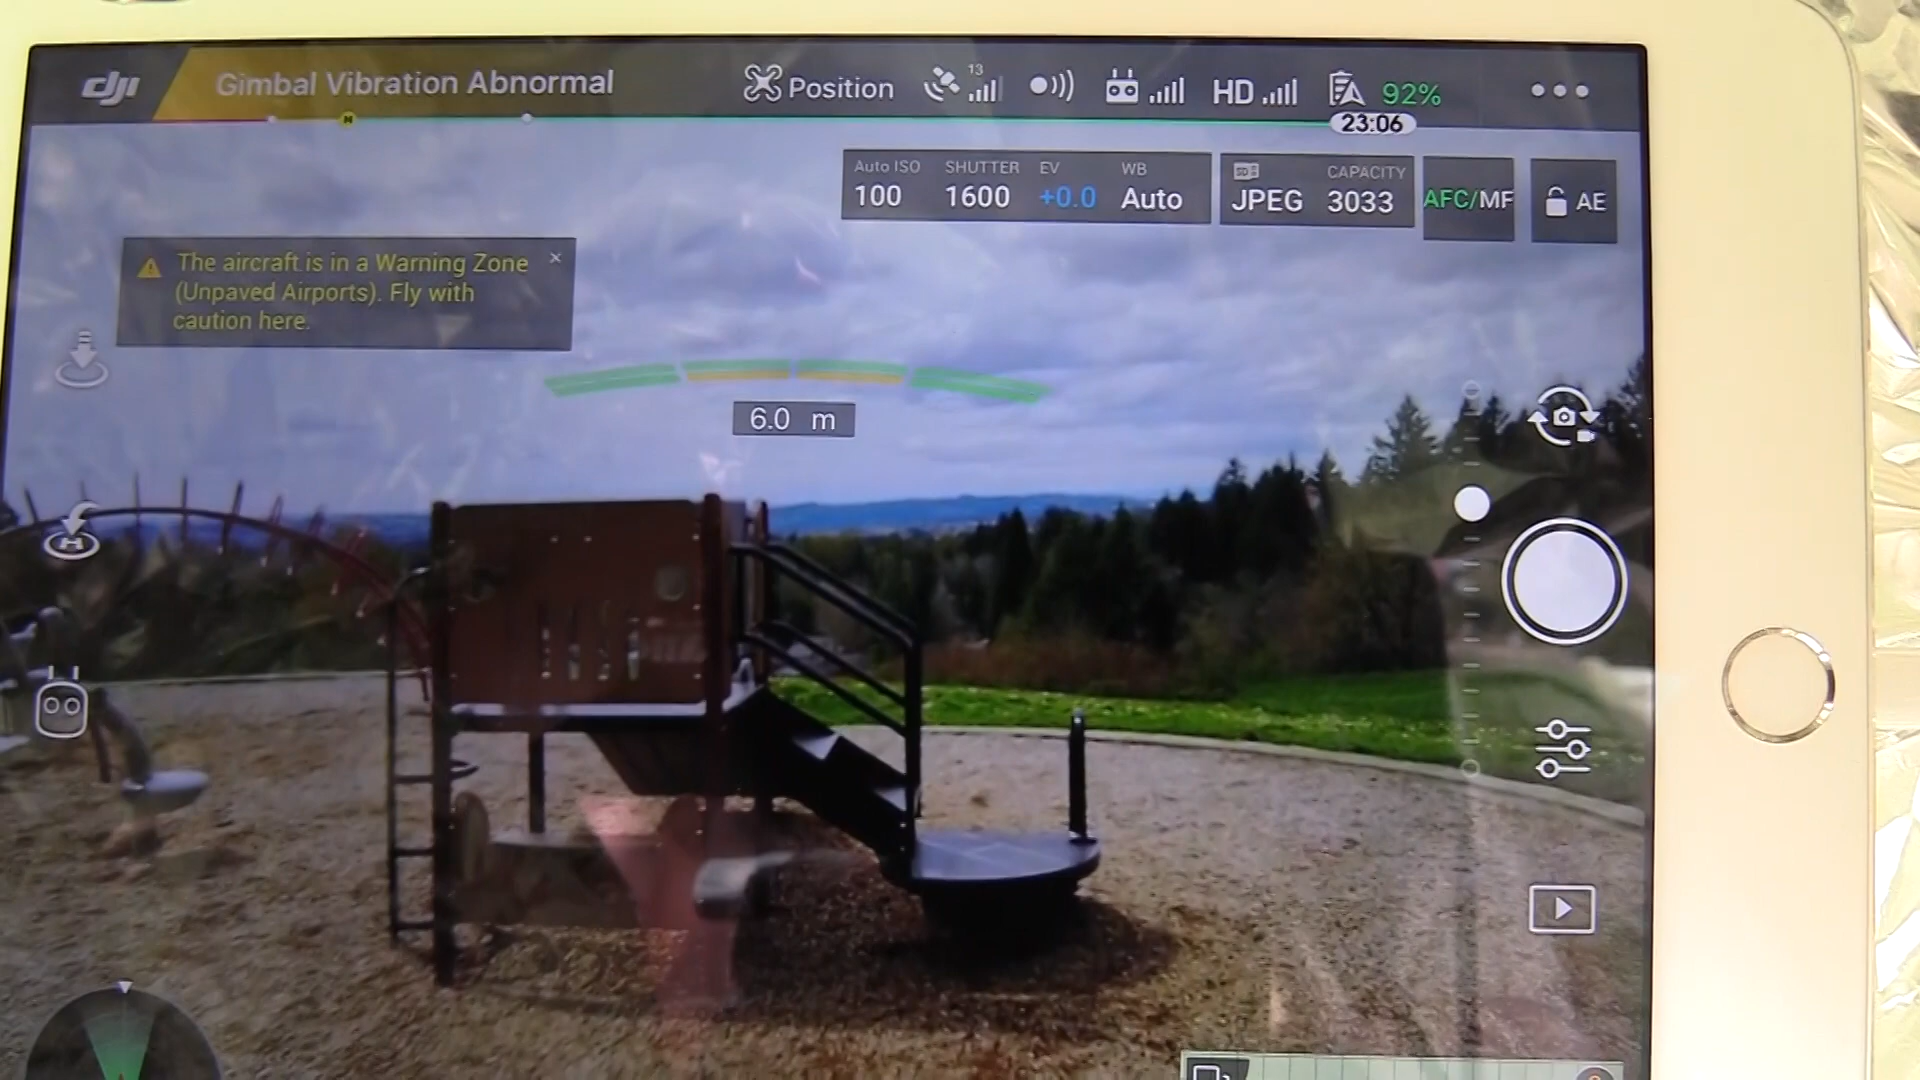 dji Gimbal Vibration Abnormal Position 13 HD 92%
N 23:06
Auto ISO SHUTTER EV WB CAPACITY
100 1600 +0.0 Auto JPEG 3033 AFC/MF AE
The aircraft is in a Warning Zone
(Unpaved Airports). Fly with
caution here.
6.0 m
H